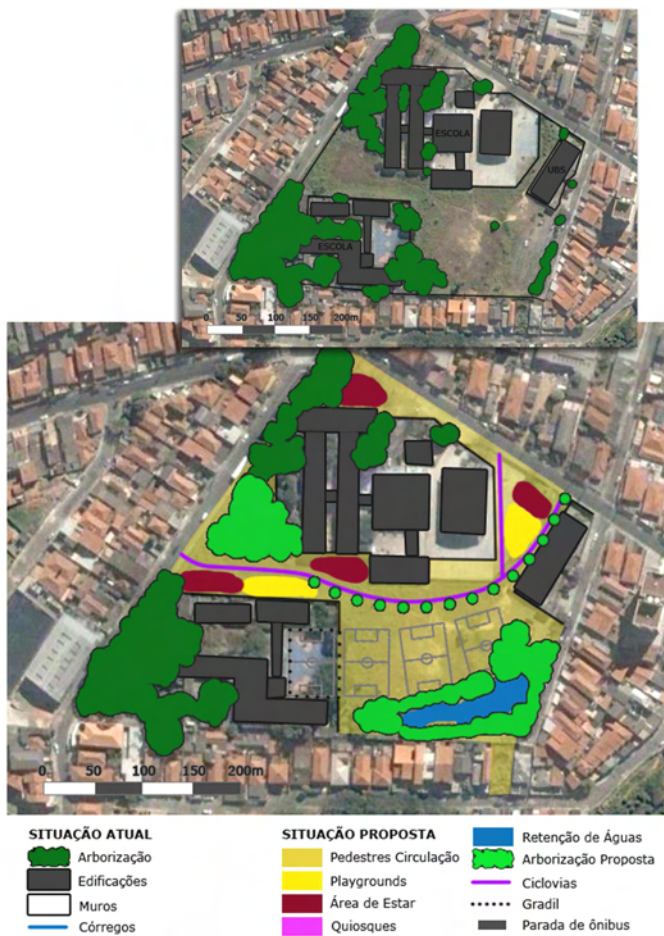 ESCOLA
UBS
ESCOLA
0 50 100 150 200m
0 50 100 150 200m
SITUAÇÃO ATUAL
Arborização
Edificações
Muros
Córregos
SITUAÇÃO PROPOSTA
Pedestres Circulação
Playgrounds
Área de Estar
Quiosques
Retenção de Águas
Arborização Proposta
Ciclovias
Gradil
Parada de ônibus